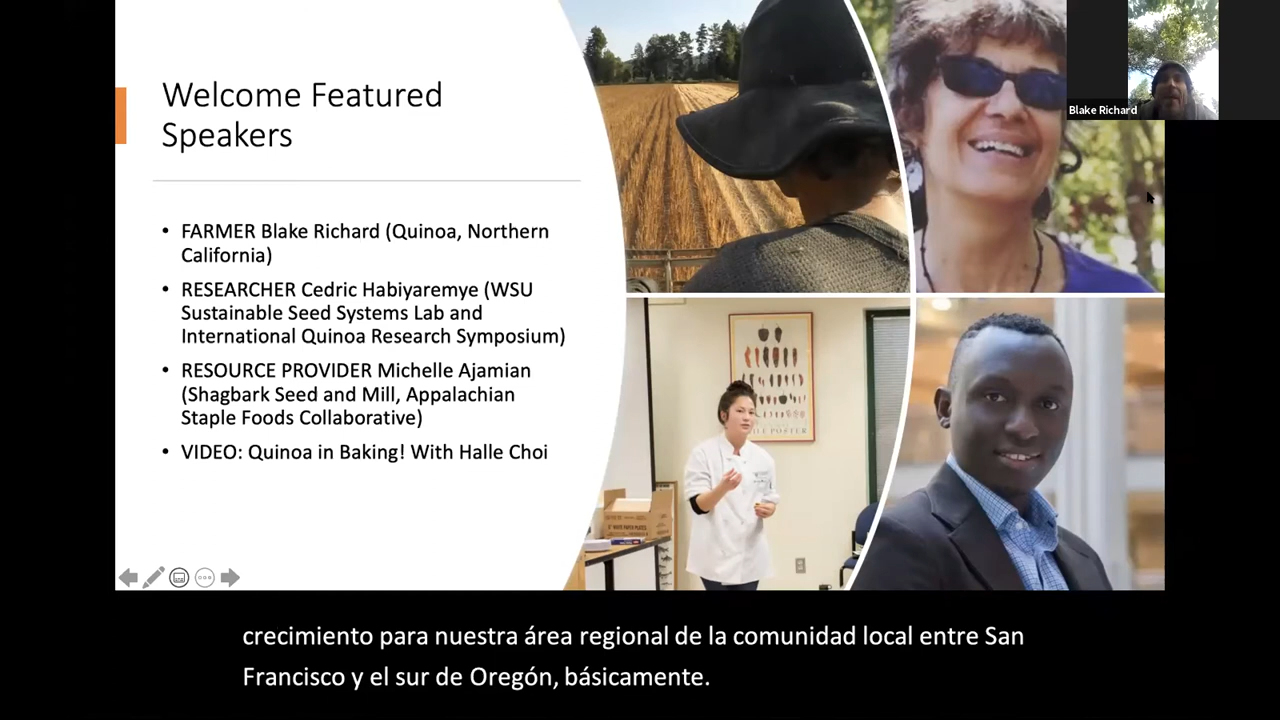 Welcome Featured
Speakers
• FARMER Blake Richard (Quinoa, Northern
California)
• RESEARCHER Cedric Habiyaremye (WSU
Sustainable Seed Systems Lab and
International Quinoa Research Symposium)
• RESOURCE PROVIDER Michelle Ajamian
(Shagbark Seed and Mill, Appalachian
Staple Foods Collaborative)
• VIDEO: Quinoa in Baking! With Halle Choi
Blake Richard
crecimiento para nuestra área regional de la comunidad local entre San
Francisco y el sur de Oregón, básicamente.